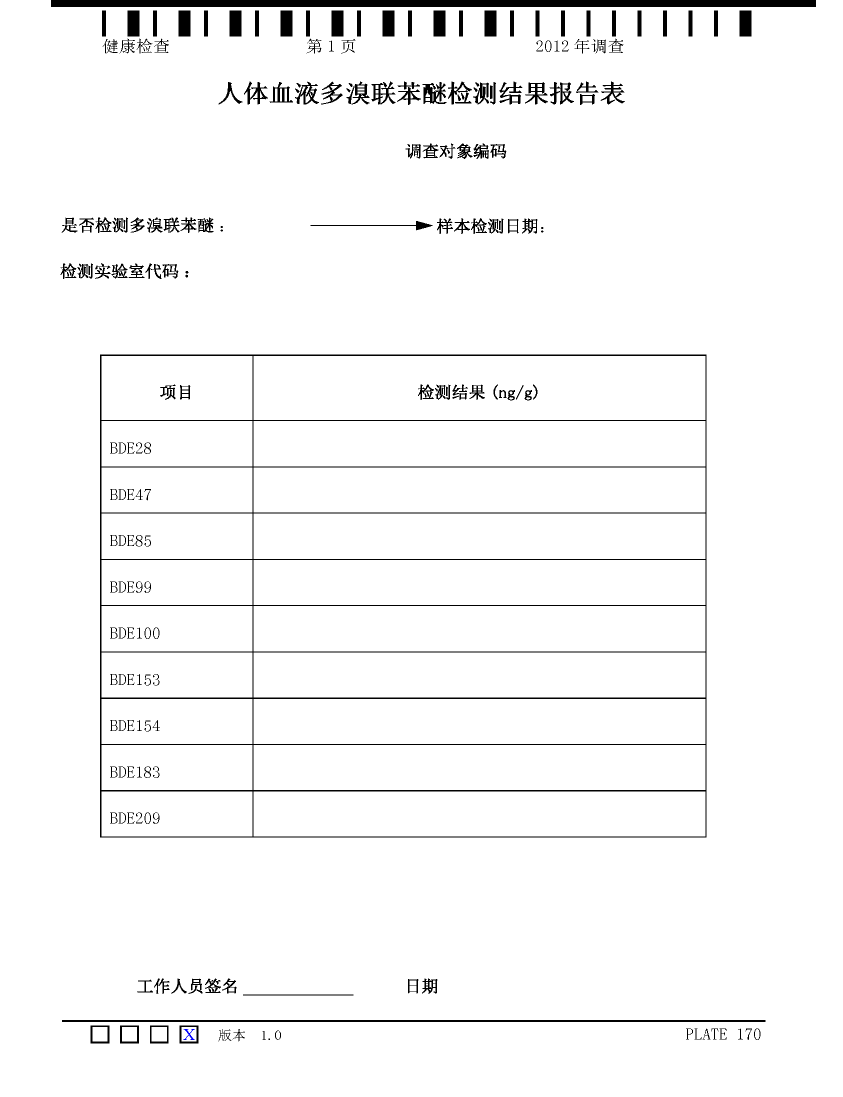 健康检查 第 1 页 2012 年调查
人体血液多溴联苯醚检测结果报告表
调查对象编码
是否检测多溴联苯醚： 样本检测日期：
检测实验室代码：
项目 检测结果 (ng/g)
BDE28
BDE47
BDE85
BDE99
BDE100
BDE153
BDE154
BDE183
BDE209
工作人员签名 日期
X 版本 1.0 PLATE 170